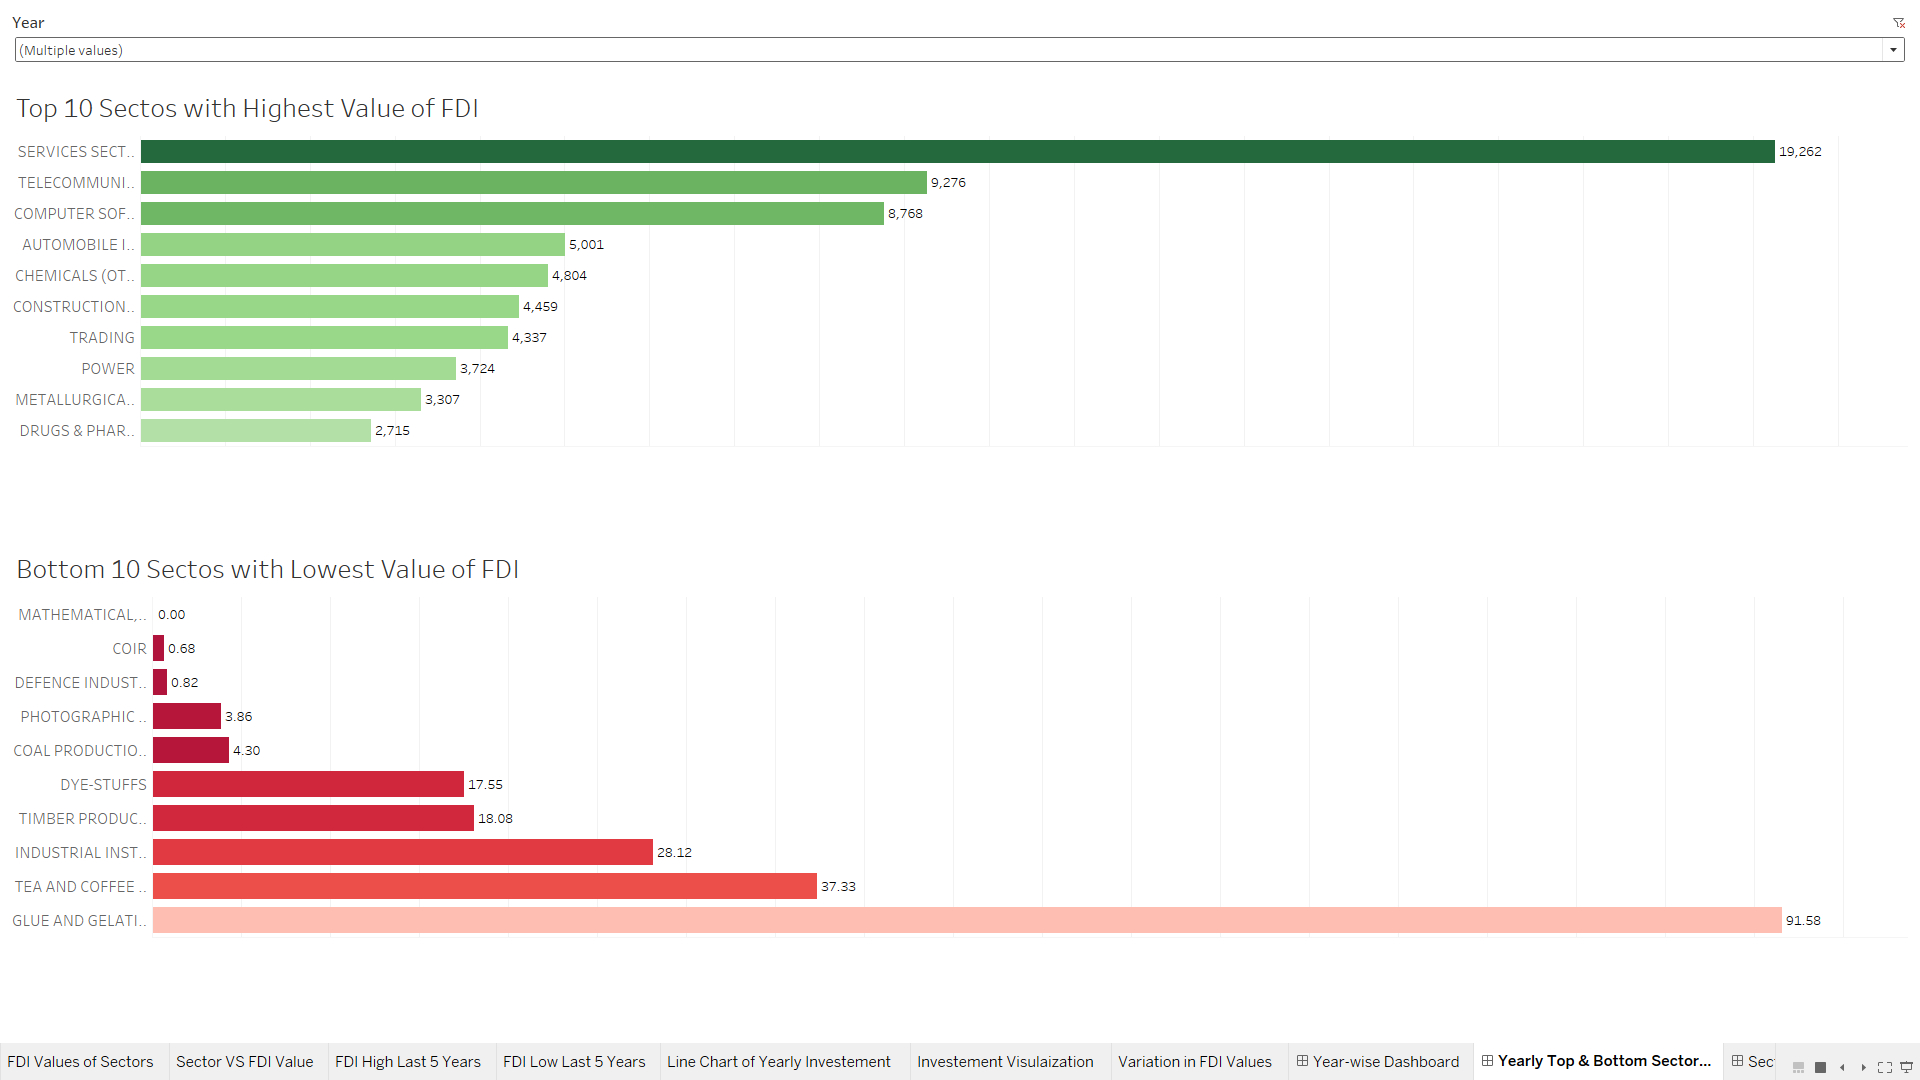 Year
(Multiple values)
Top 10 Sectos with Highest Value of FDI
SERVICES SECT.. 19,262
TELECOMMUNI.. 9,276
COMPUTER SOF.. 8,768
AUTOMOBILE I.. 5,001
CHEMICALS (OT.. 4,804
CONSTRUCTION.. 4,459
TRADING 4,337
POWER 3,724
METALLURGICA.. 3,307
DRUGS & PHAR.. 2,715
Bottom 10 Sectos with Lowest Value of FDI
MATHEMATICAL,.. 0.00
COIR 0.68
DEFENCE INDUST.. 0.82
PHOTOGRAPHIC .. 3.86
COAL PRODUCTIO.. 4.30
DYE-STUFFS 17.55
TIMBER PRODUC.. 18.08
INDUSTRIAL INST.. 28.12
TEA AND COFFEE .. 37.33
GLUE AND GELATI.. 91.58
FDI Values of Sectors Sector VS FDI Value FDI High Last 5 Years FDI Low Last 5 Years Line Chart of Yearly Investement Investement Visulaization Variation in FDI Values Year-wise Dashboard Yearly Top & Bottom Sector... Sec